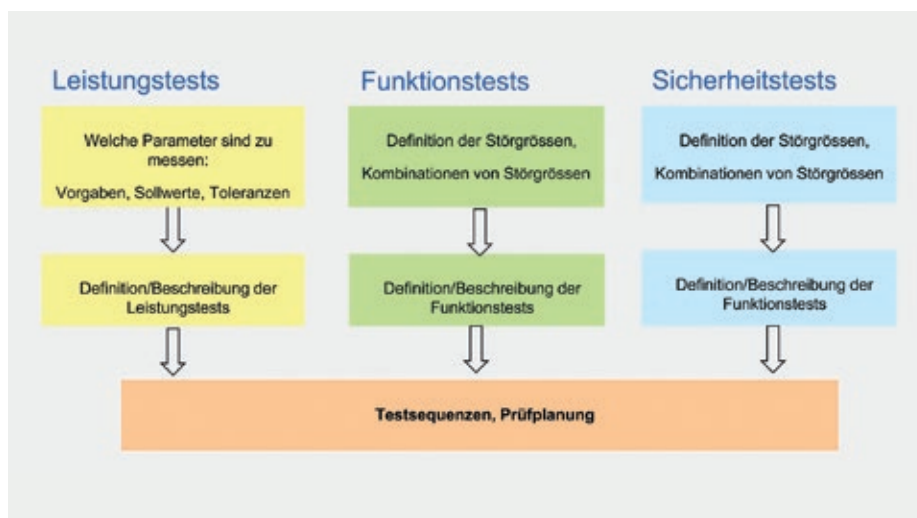 Leistungstests
Welche Parameter sind zu
messen:
Vorgaben, Sollwerte, Toleranzen
Definition/Beschreibung der
Leistungstests
Funktionstests
Definition der Störgrössen,
Kombinationen von Störgrössen
Definition/Beschreibung der
Funktionstests
Sicherheitstests
Definition der Störgrössen,
Kombinationen von Störgrössen
Definition/Beschreibung der
Funktionstests
Testsequenzen, Prüfplanung